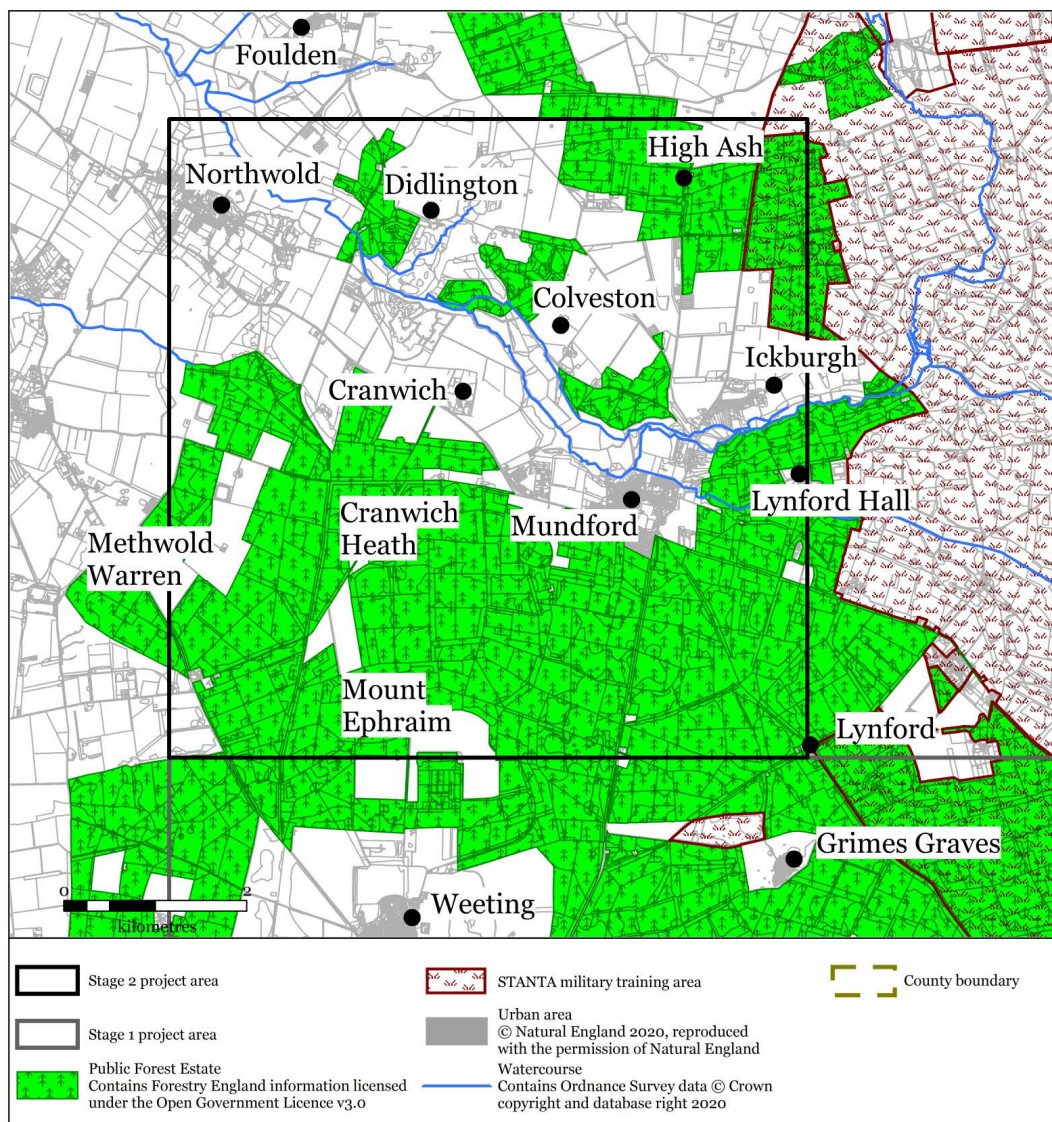 Foulden
High Ash
Northwold
Didlington
Colveston
Ickburgh
Cranwich
Lynford Hall
Cranwich
Heath
Mundford
Methwold
Warren
Mount
Ephraim
Lynford
Grimes Graves
0
2
kilometres
Weeting
Stage 2 project area
STANTA military training area
County boundary
Stage 1 project area
Urban area
© Natural England 2020, reproduced
with the permission of Natural England
Public Forest Estate
Contains Forestry England information licensed
under the Open Government Licence v3.0
Watercourse
Contains Ordnance Survey data © Crown
copyright and database right 2020